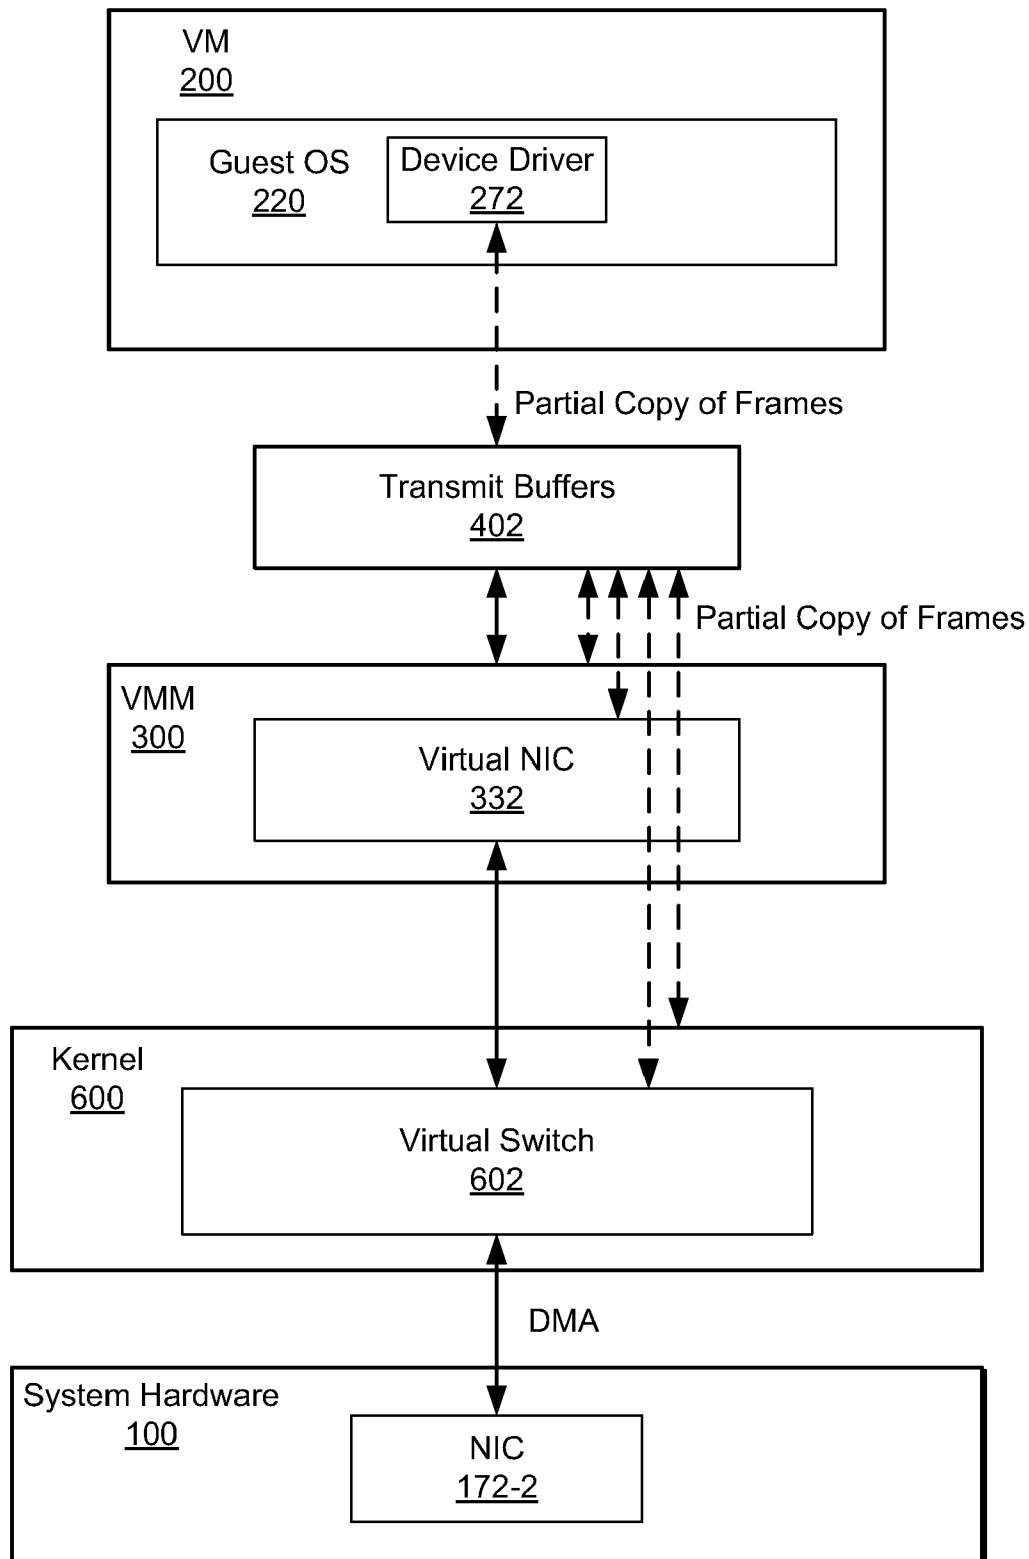 VM
200
Guest OS
220
Device Driver
272
Partial Copy of Frames
Transmit Buffers
402
Partial Copy of Frames
VMM
300
Virtual NIC
332
Kernel
600
Virtual Switch
602
DMA
System Hardware
100
NIC
172-2